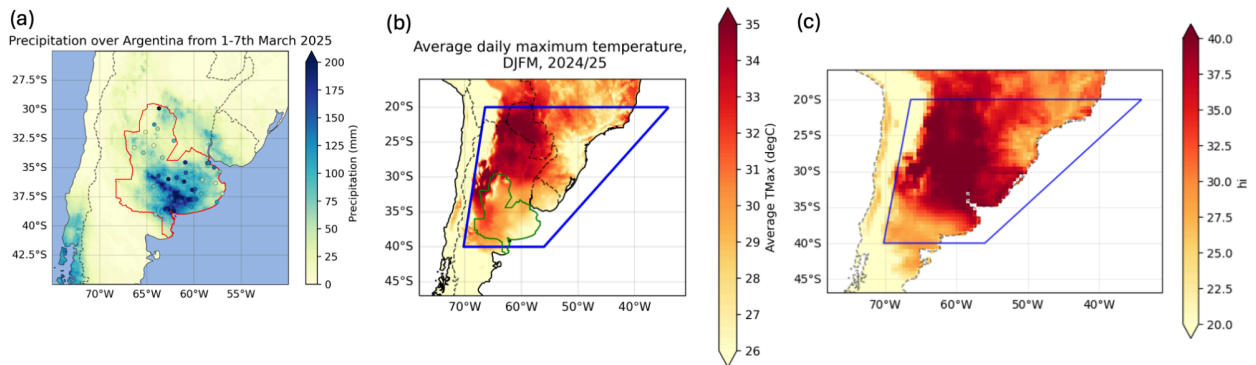 (a)
Precipitation over Argentina from 1-7th March 2025
27.5°S
30°S
32.5°S
35°S
37.5°S
40°S
42.5°S
70°W 65°W 60°W 55°W
200
175
150
125
100
75
50
25
0
Precipitation (mm)
(b)
Average daily maximum temperature,
DJFM, 2024/25
20°S
25°S
30°S
35°S
40°S
45°S
70°W 60°W 50°W 40°W
35
34
33
32
31
30
29
28
27
26
Average TMax (degC)
(c)
20°S
25°S
30°S
35°S
40°S
45°S
70°W 60°W 50°W 40°W
40.0
37.5
35.0
32.5
30.0
27.5
25.0
22.5
20.0
hi